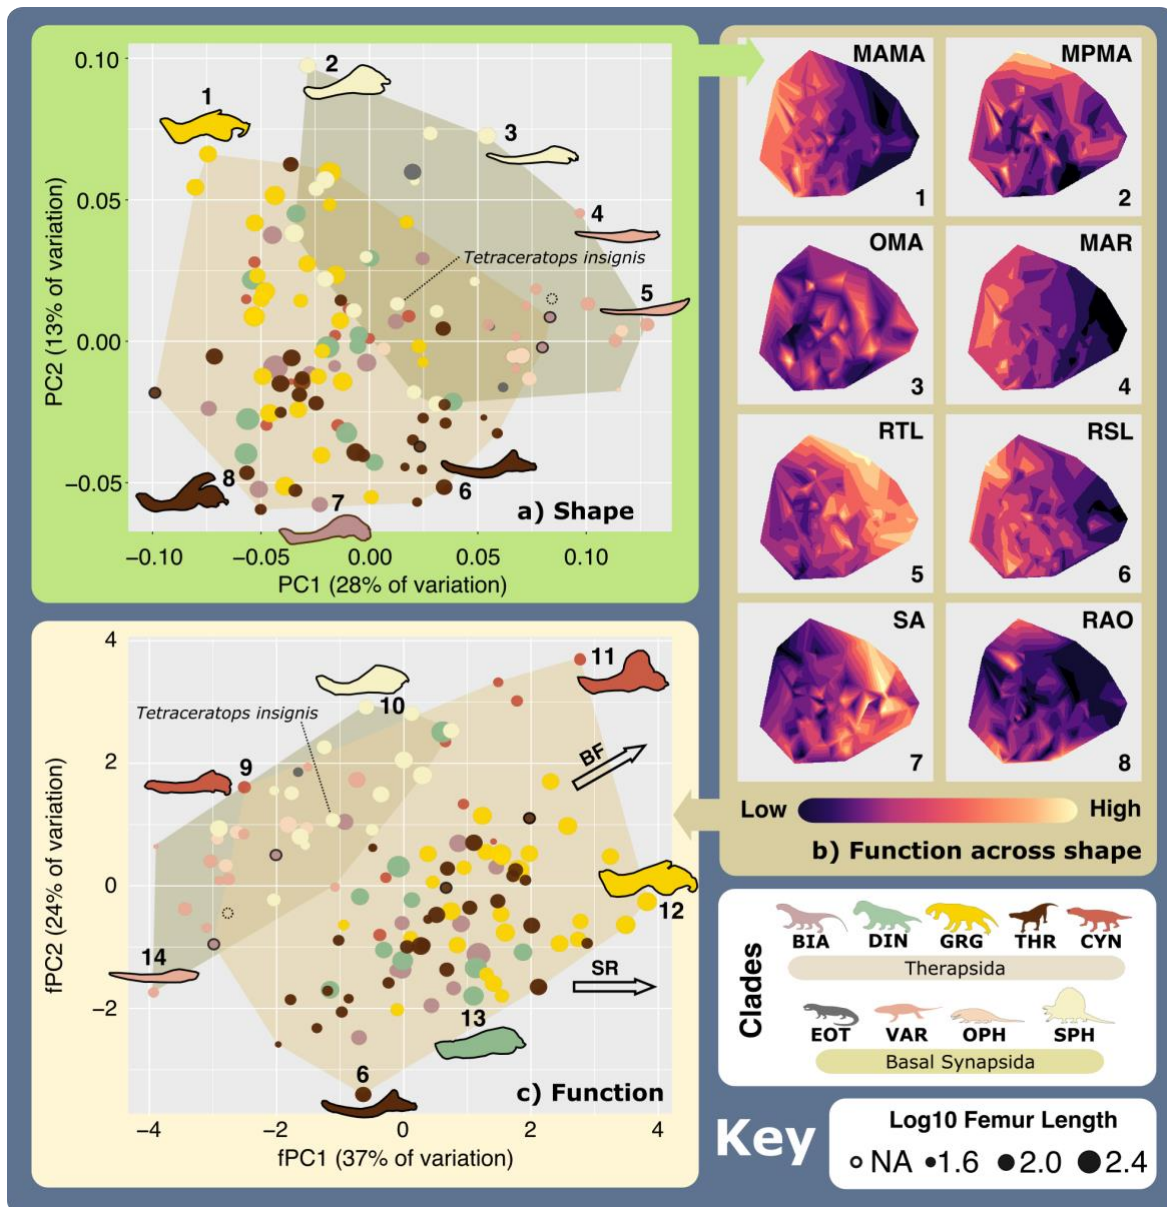 0.10
0.05
0.00
−0.05
PC2 (13% of variation)
1
2
3
4
5
6
7
8
Tetraceratops insignis
a) Shape
−0.10
−0.05
0.00
0.05
0.10
PC1 (28% of variation)
MAMA
1
MPMA
2
OMA
3
MAR
4
RTL
5
RSL
6
SA
7
RAO
8
Low
High
b) Function across shape
4
2
0
−2
fPC2 (24% of variation)
9
10
11
12
13
14
6
Tetraceratops insignis
BF
SR
c) Function
−4
−2
0
2
4
fPC1 (37% of variation)
Clades
BIA DIN GRG THR CYN
Therapsida
EOT VAR OPH SPH
Basal Synapsida
Key
Log10 Femur Length
NA 1.6 2.0 2.4